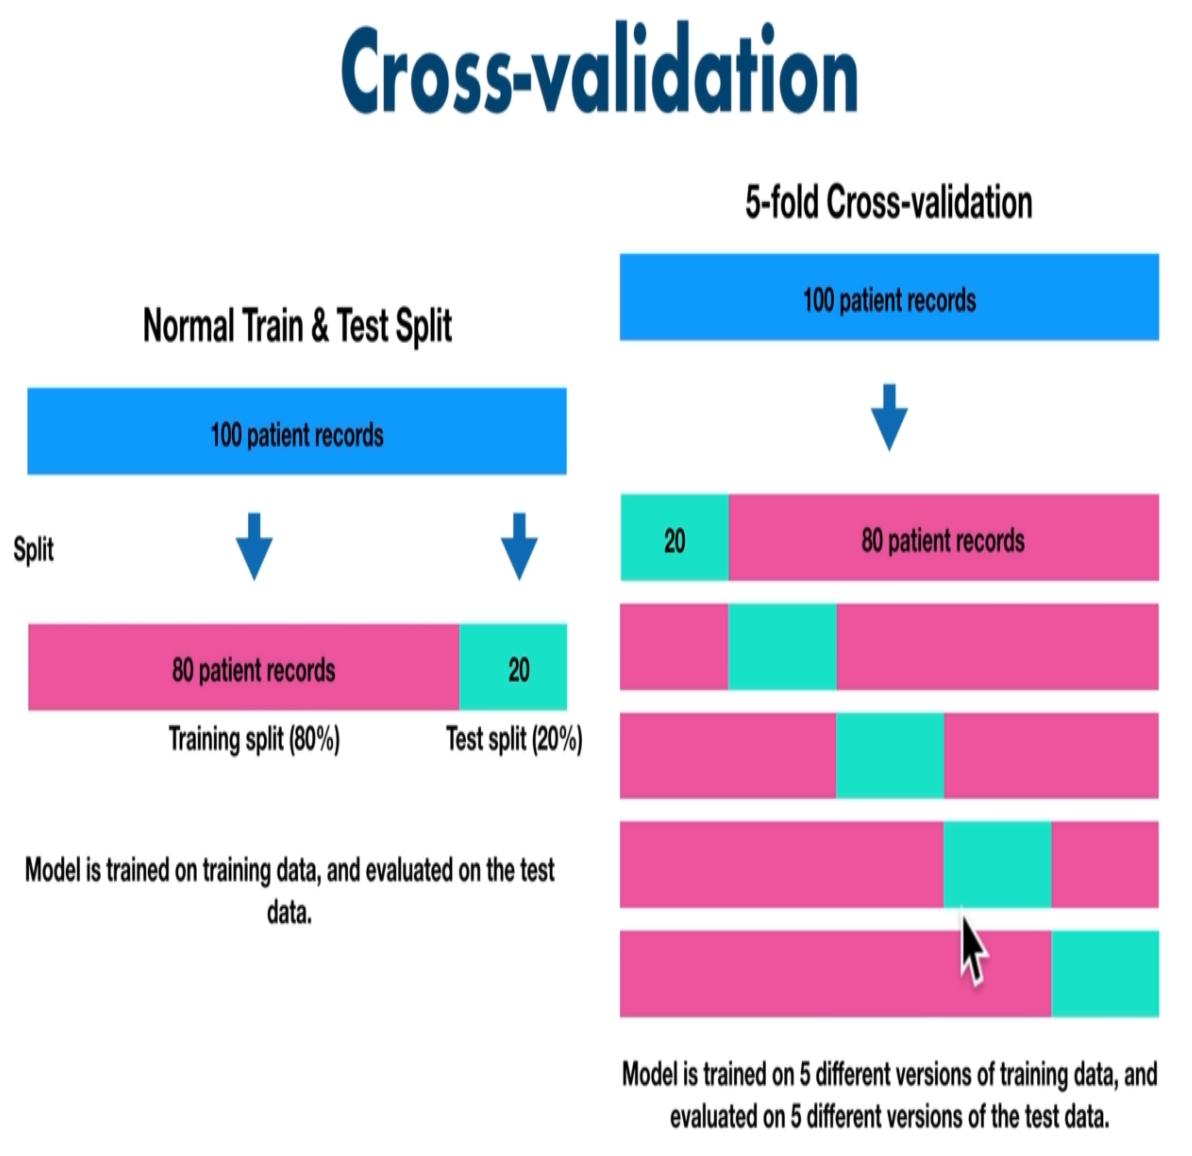 Cross-validation
Normal Train & Test Split
100 patient records
Split
80 patient records
20
Training split (80%)
Test split (20%)
Model is trained on training data, and evaluated on the test
data.
5-fold Cross-validation
100 patient records
20
80 patient records
Model is trained on 5 different versions of training data, and
evaluated on 5 different versions of the test data.